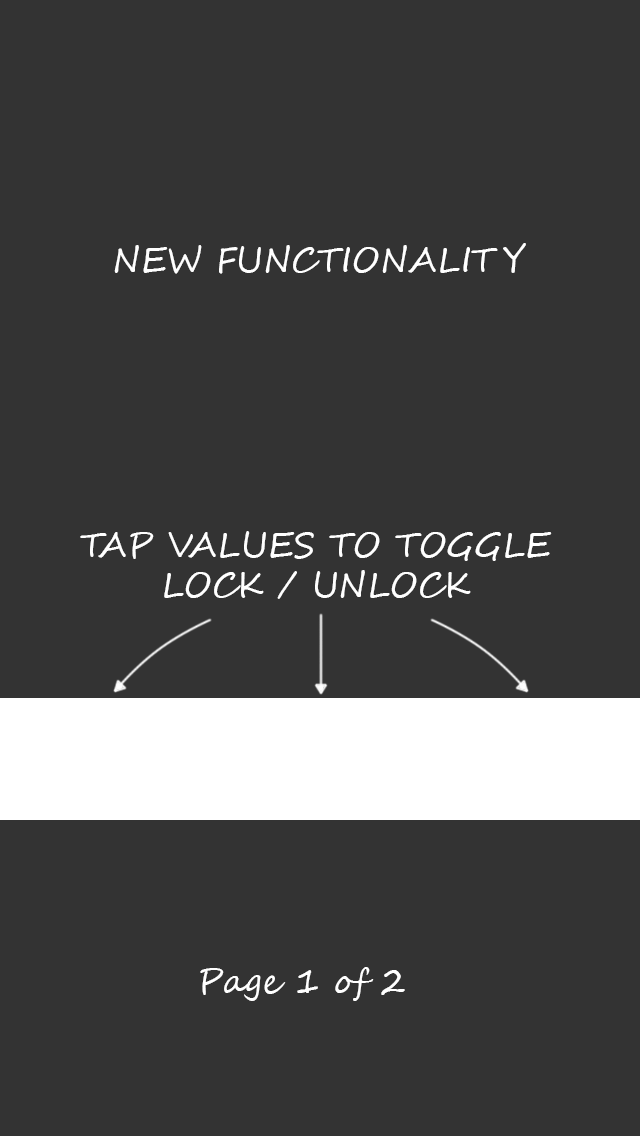 NEW FUNCTIONALITY
TAP VALUES TO TOGGLE
LOCK / UNLOCK
Page 1 of 2